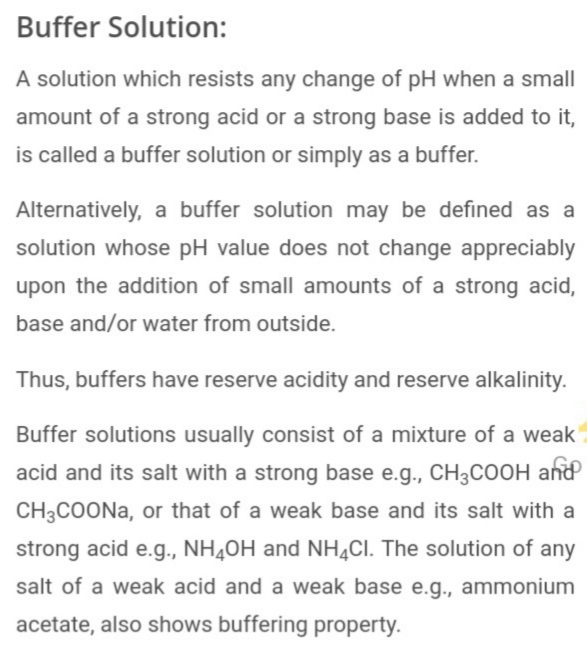 Buffer Solution:
A solution which resists any change of pH when a small
amount of a strong acid or a strong base is added to it,
is called a buffer solution or simply as a buffer.
Alternatively, a buffer solution may be defined as a
solution whose pH value does not change appreciably
upon the addition of small amounts of a strong acid,
base and/or water from outside.
Thus, buffers have reserve acidity and reserve alkalinity.
Buffer solutions usually consist of a mixture of a weak
acid and its salt with a strong base e.g., CH₃COOH and
Go
CH₃COONa, or that of a weak base and its salt with a
strong acid e.g., NH₄OH and NH₄Cl. The solution of any
salt of a weak acid and a weak base e.g., ammonium
acetate, also shows buffering property.